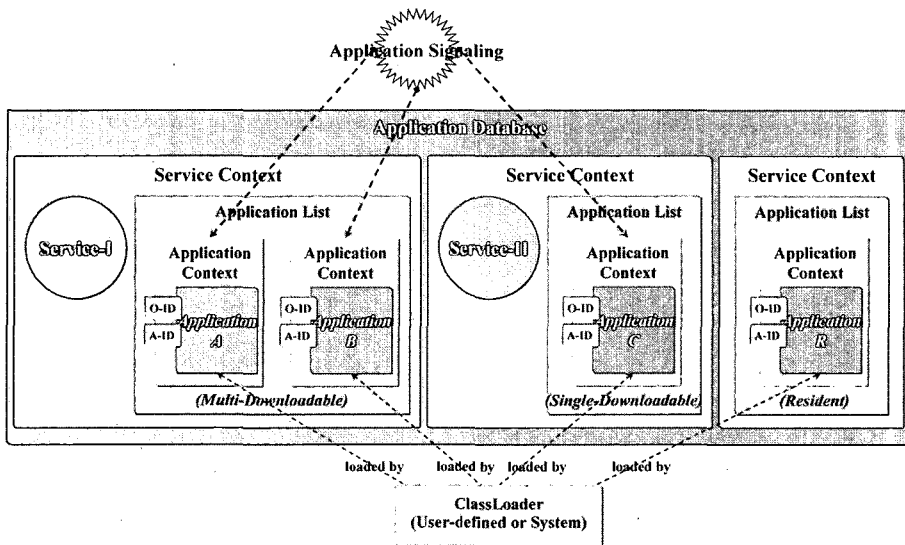 Application Signaling
Application Database
Service Context
Service-I
Application List
Application
Context
O-ID
A-ID
Application
A
Application
Context
O-ID
A-ID
Application
B
(Multi-Downloadable)
Service Context
Service-II
Application List
Application
Context
O-ID
A-ID
Application
C
(Single-Downloadable)
Service Context
Application List
Application
Context
O-ID
A-ID
Application
R
(Resident)
loaded by
loaded by
loaded by
loaded by
ClassLoader
(User-defined or System)